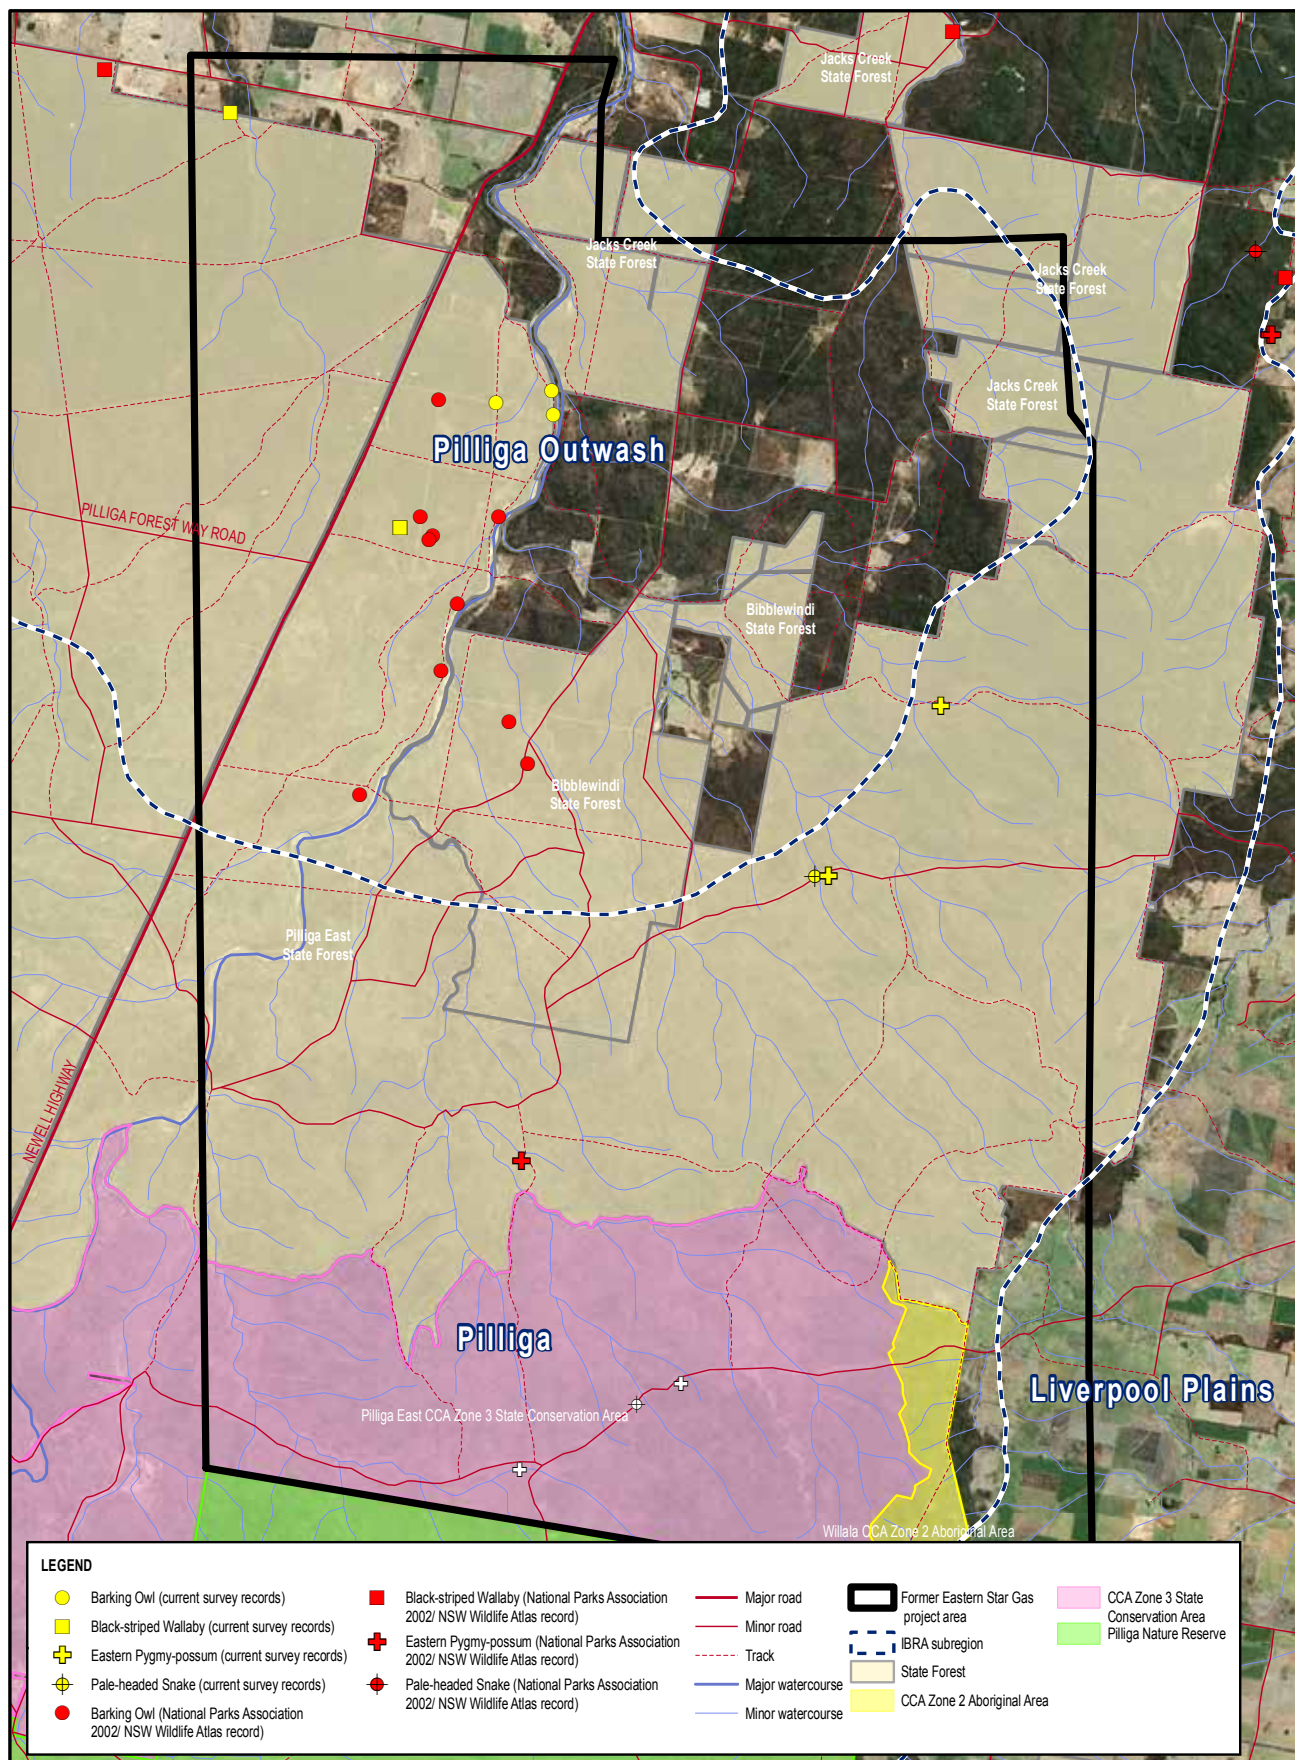 Jacks Creek
State Forest
Jacks Creek
State Forest
Jacks Creek
State Forest
Jacks Creek
State Forest
Pilliga Outwash
PILLIGA FOREST WAY ROAD
Bibblewindi
State Forest
Bibblewindi
State Forest
Pilliga East
State Forest
NEWELL HIGHWAY
Pilliga
Liverpool Plains
Pilliga East CCA Zone 3 State Conservation Area
Willala CCA Zone 2 Aboriginal Area
LEGEND
Barking Owl (current survey records)
Black-striped Wallaby (current survey records)
Eastern Pygmy-possum (current survey records)
Pale-headed Snake (current survey records)
Barking Owl (National Parks Association
2002/ NSW Wildlife Atlas record)
Black-striped Wallaby (National Parks Association
2002/ NSW Wildlife Atlas record)
Eastern Pygmy-possum (National Parks Association
2002/ NSW Wildlife Atlas record)
Pale-headed Snake (National Parks Association
2002/ NSW Wildlife Atlas record)
Major road
Minor road
Track
Major watercourse
Minor watercourse
Former Eastern Star Gas
project area
IBRA subregion
State Forest
CCA Zone 2 Aboriginal Area
CCA Zone 3 State
Conservation Area
Pilliga Nature Reserve